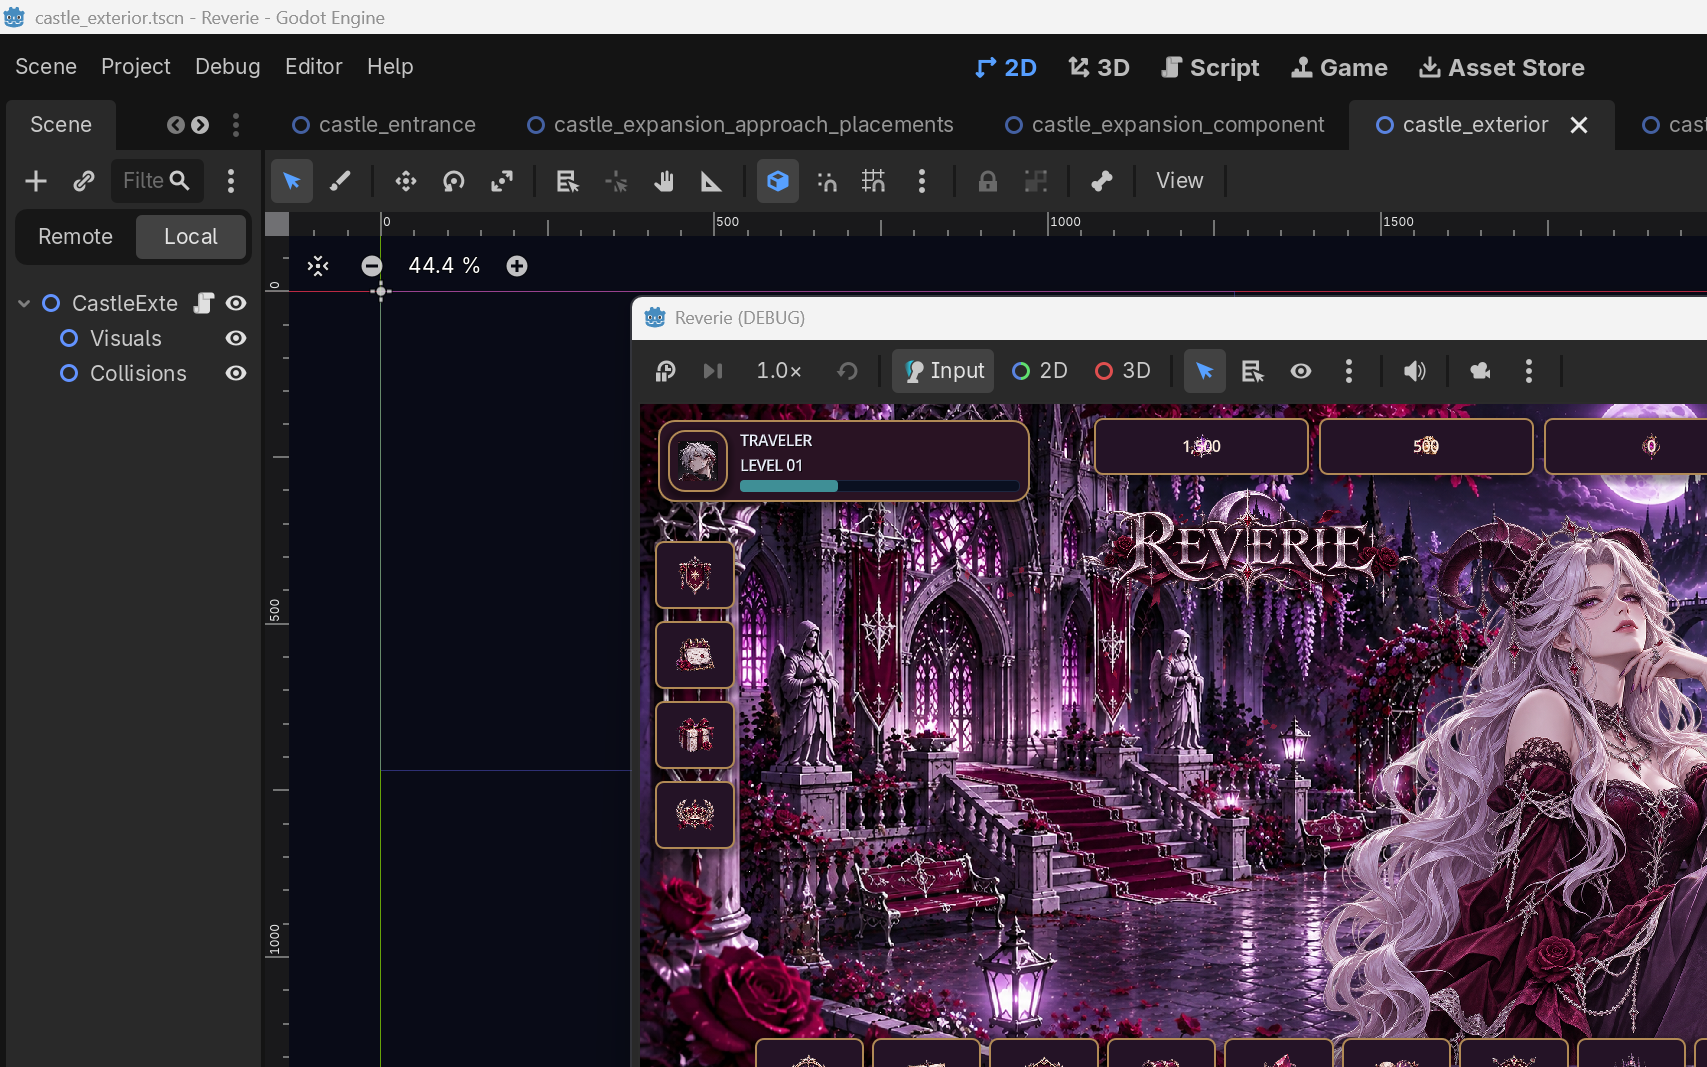 castle_exterior.tscn - Reverie - Godot Engine
Scene Project Debug Editor Help
2D 3D Script Game Asset Store
Scene
castle_entrance castle_expansion_approach_placements castle_expansion_component castle_exterior cast
Filte
View
Remote Local
0 500 1000 1500
44.4 %
0
500
1000
CastleExte
Visuals
Collisions
Reverie (DEBUG)
1.0× Input 2D 3D
TRAVELER
LEVEL 01
500 0
REVERIE